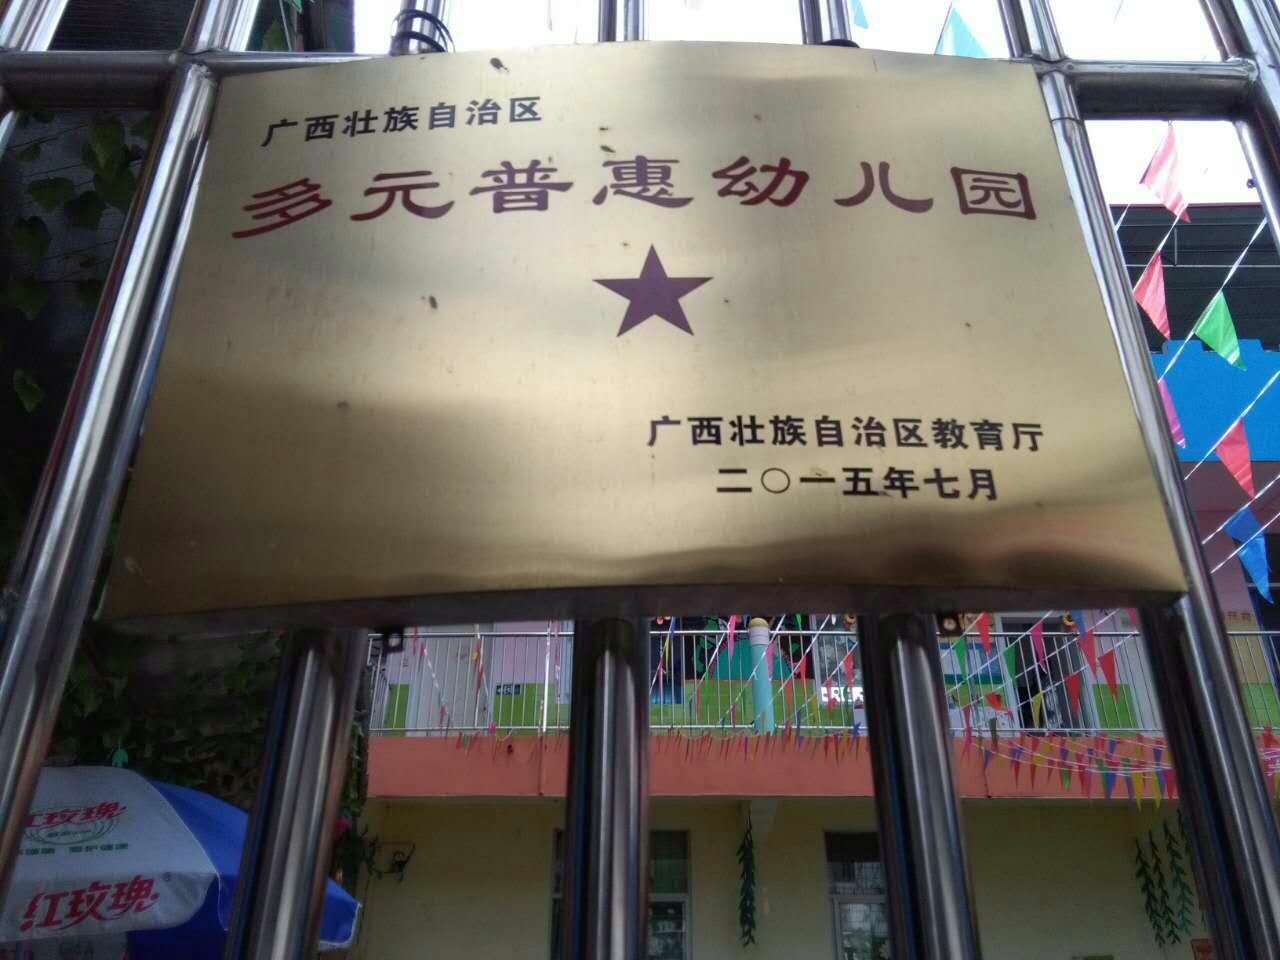 广西壮族自治区
多元普惠幼儿园
广西壮族自治区教育厅
二〇一五年七月
红玫瑰
红玫瑰